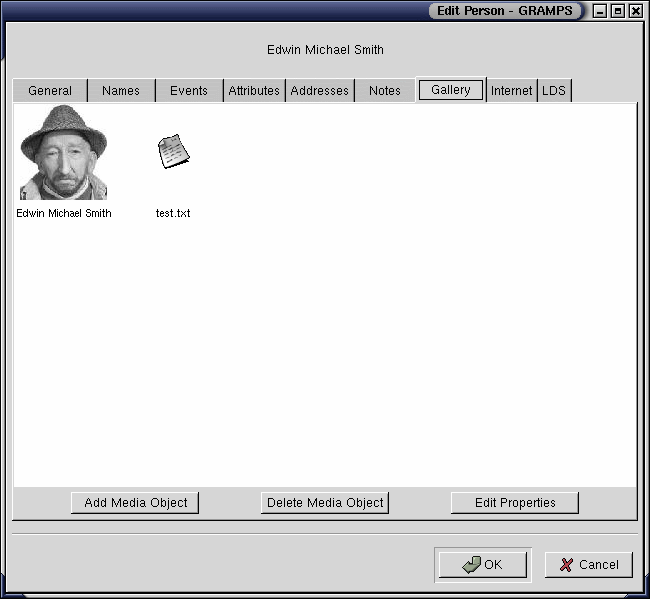 Edit Person - GRAMPS
Edwin Michael Smith
General Names Events Attributes Addresses Notes Gallery Internet LDS
Edwin Michael Smith test.txt
Add Media Object Delete Media Object Edit Properties
OK Cancel